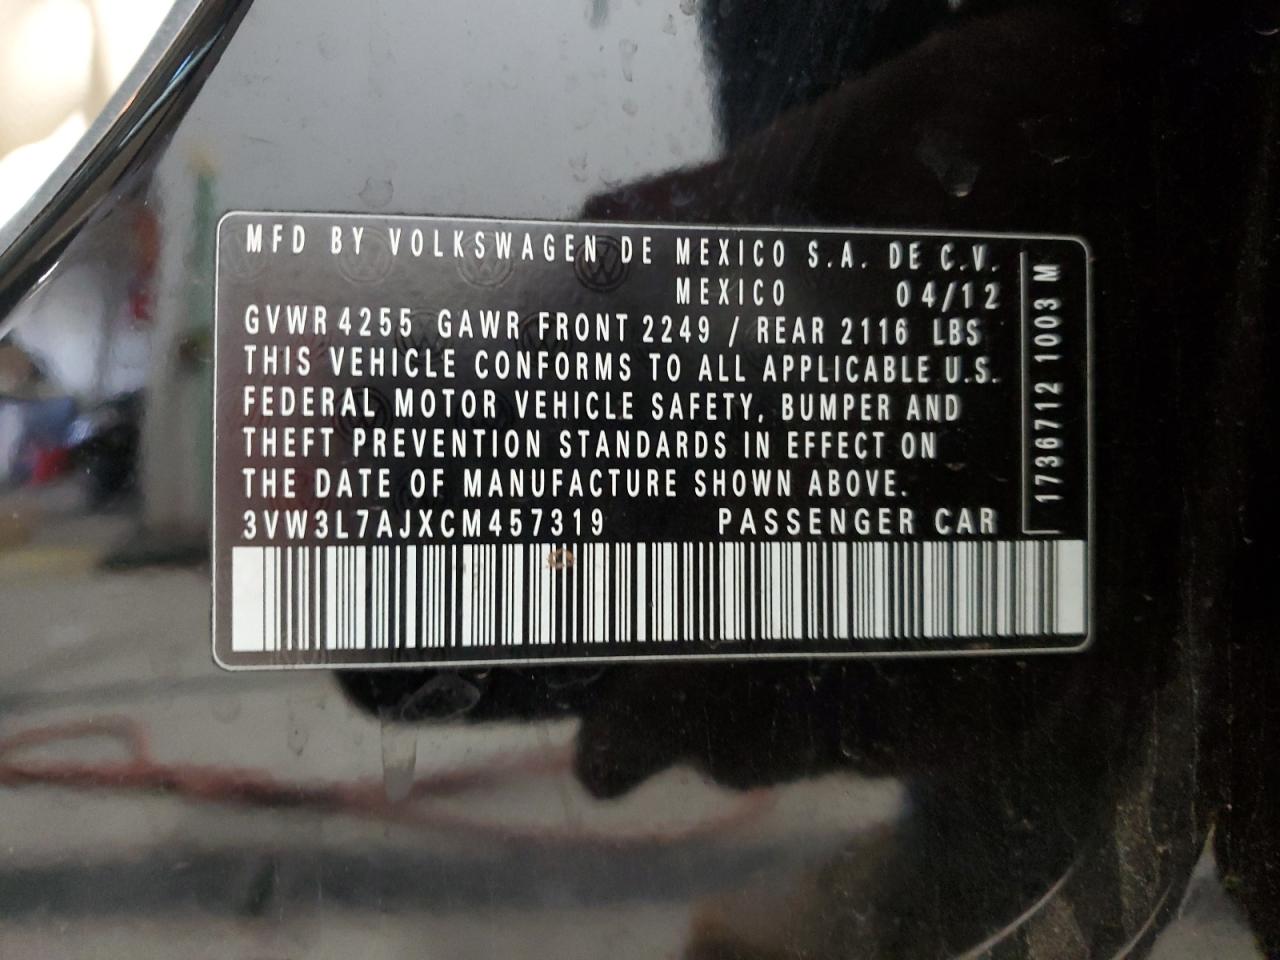 MFD BY VOLKSWAGEN DE MEXICO S.A. DE C.V.
MEXICO 04/12
GVWR 4255 GAWR FRONT 2249 / REAR 2116 LBS
THIS VEHICLE CONFORMS TO ALL APPLICABLE U.S.
FEDERAL MOTOR VEHICLE SAFETY, BUMPER AND
THEFT PREVENTION STANDARDS IN EFFECT ON
THE DATE OF MANUFACTURE SHOWN ABOVE.
3VW3L7AJXCM457319 PASSENGER CAR
1736712 1003 M